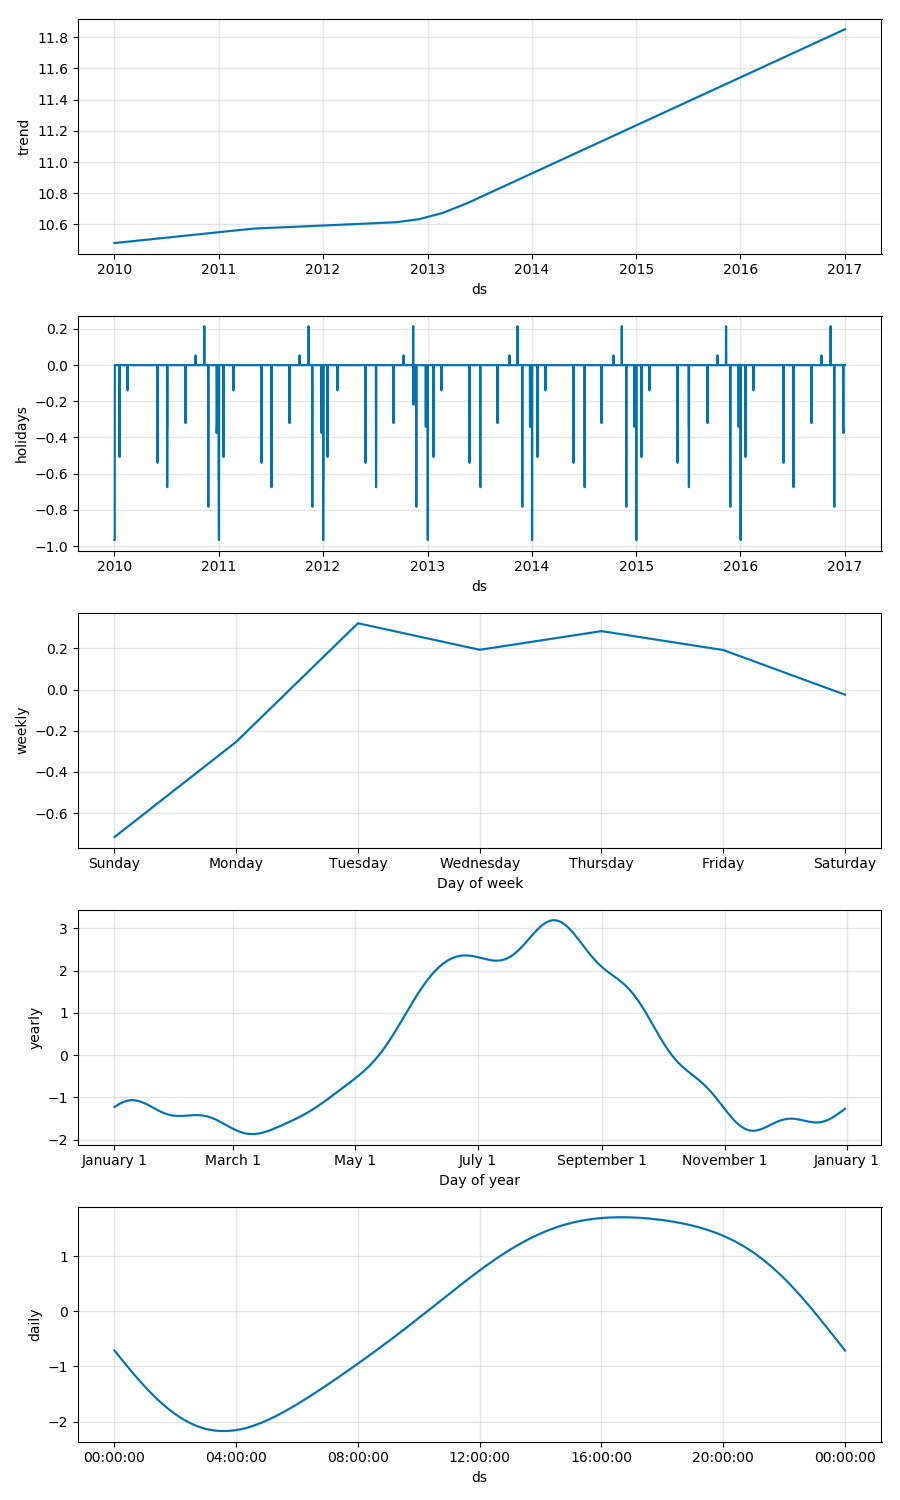 trend
11.8
11.6
11.4
11.2
11.0
10.8
10.6
2010 2011 2012 2013 2014 2015 2016 2017
ds
holidays
0.2
0.0
−0.2
−0.4
−0.6
−0.8
−1.0
2010 2011 2012 2013 2014 2015 2016 2017
ds
weekly
0.2
0.0
−0.2
−0.4
−0.6
Sunday Monday Tuesday Wednesday Thursday Friday Saturday
Day of week
yearly
3
2
1
0
−1
−2
January 1 March 1 May 1 July 1 September 1 November 1 January 1
Day of year
daily
1
0
−1
−2
00:00:00 04:00:00 08:00:00 12:00:00 16:00:00 20:00:00 00:00:00
ds